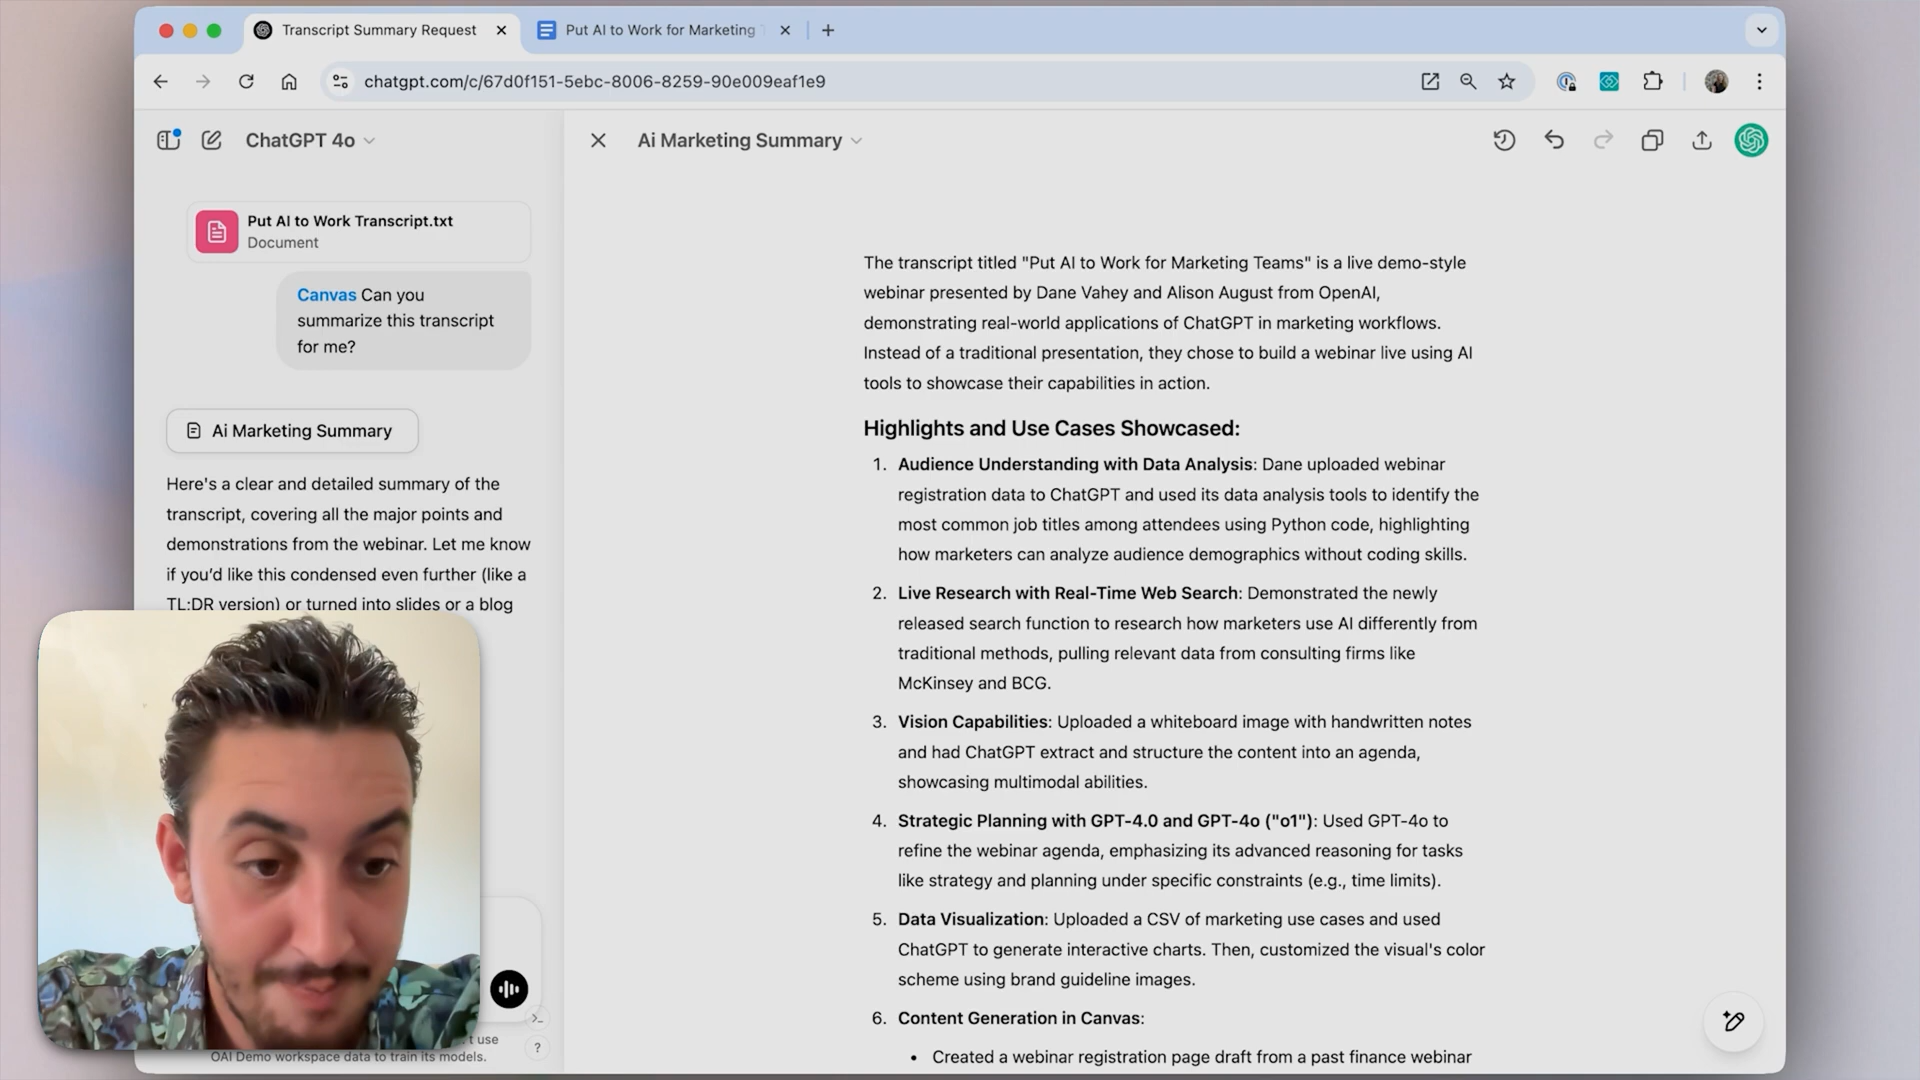 Transcript Summary Request
Put AI to Work for Marketing
chatgpt.com/c/67d0f151-5ebc-8006-8259-90e009eaf1e9
ChatGPT 4o
Ai Marketing Summary
Put AI to Work Transcript.txt
Document
Canvas Can you
summarize this transcript
for me?
Ai Marketing Summary
Here's a clear and detailed summary of the
transcript, covering all the major points and
demonstrations from the webinar. Let me know
if you’d like this condensed even further (like a
TL;DR version) or turned into slides or a blog
t use
OAI Demo workspace data to train its models.
?
The transcript titled "Put AI to Work for Marketing Teams" is a live demo-style
webinar presented by Dane Vahey and Alison August from OpenAI,
demonstrating real-world applications of ChatGPT in marketing workflows.
Instead of a traditional presentation, they chose to build a webinar live using AI
tools to showcase their capabilities in action.
Highlights and Use Cases Showcased:
1. Audience Understanding with Data Analysis: Dane uploaded webinar
registration data to ChatGPT and used its data analysis tools to identify the
most common job titles among attendees using Python code, highlighting
how marketers can analyze audience demographics without coding skills.
2. Live Research with Real-Time Web Search: Demonstrated the newly
released search function to research how marketers use AI differently from
traditional methods, pulling relevant data from consulting firms like
McKinsey and BCG.
3. Vision Capabilities: Uploaded a whiteboard image with handwritten notes
and had ChatGPT extract and structure the content into an agenda,
showcasing multimodal abilities.
4. Strategic Planning with GPT-4.0 and GPT-4o ("o1"): Used GPT-4o to
refine the webinar agenda, emphasizing its advanced reasoning for tasks
like strategy and planning under specific constraints (e.g., time limits).
5. Data Visualization: Uploaded a CSV of marketing use cases and used
ChatGPT to generate interactive charts. Then, customized the visual's color
scheme using brand guideline images.
6. Content Generation in Canvas:
• Created a webinar registration page draft from a past finance webinar